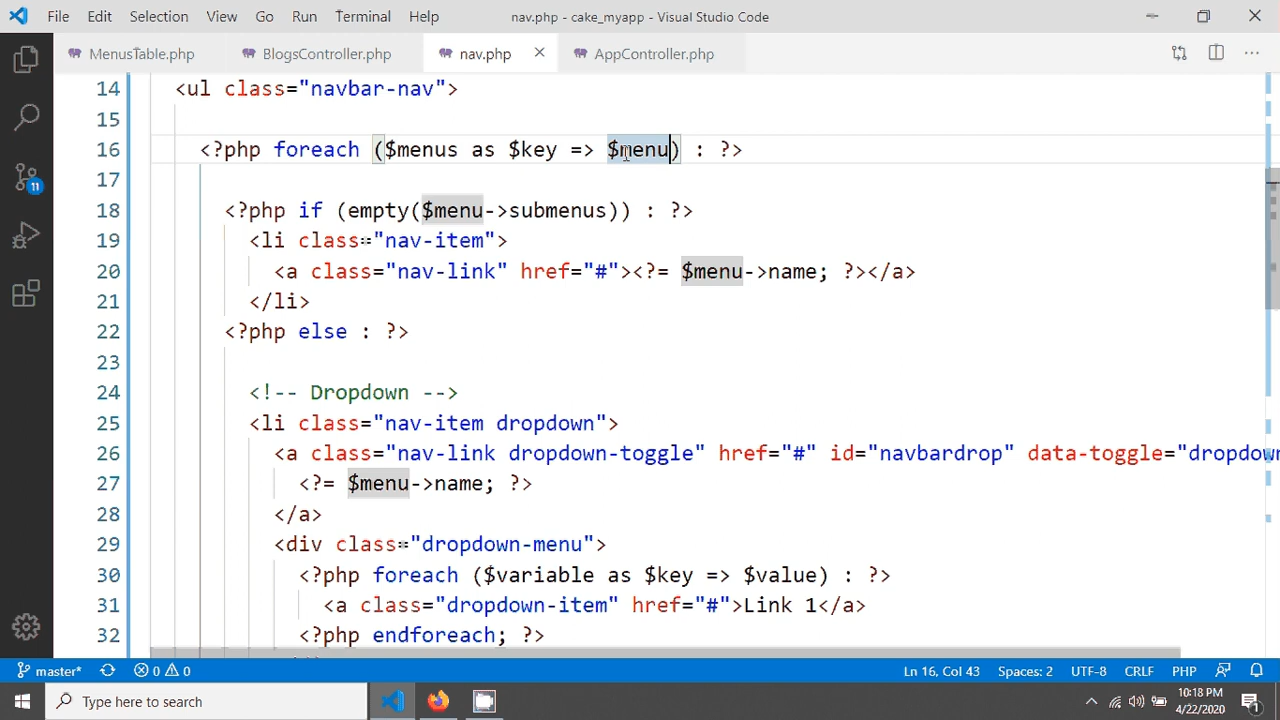 File Edit Selection View Go Run Terminal Help nav.php - cake_myapp - Visual Studio Code
MenusTable.php BlogsController.php nav.php AppController.php
14 <ul class="navbar-nav">
15
16 <?php foreach ($menus as $key => $menu) : ?>
17
18 <?php if (empty($menu->submenus)) : ?>
19 <li class="nav-item">
20 <a class="nav-link" href="#"><?= $menu->name; ?></a>
21 </li>
22 <?php else : ?>
23
24 <!-- Dropdown -->
25 <li class="nav-item dropdown">
26 <a class="nav-link dropdown-toggle" href="#" id="navbardrop" data-toggle="dropdown
27 <?= $menu->name; ?>
28 </a>
29 <div class="dropdown-menu">
30 <?php foreach ($variable as $key => $value) : ?>
31 <a class="dropdown-item" href="#">Link 1</a>
32 <?php endforeach; ?>
11
master* 0 0 Ln 16, Col 43 Spaces: 2 UTF-8 CRLF PHP
Type here to search
10:18 PM
4/22/2020
1